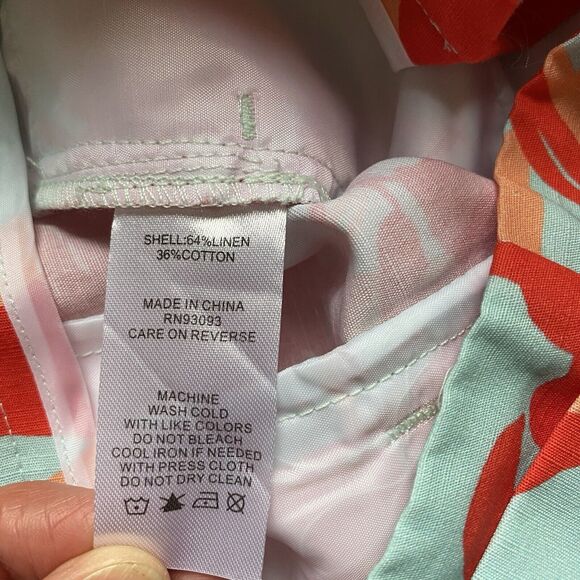 SHELL:64%LINEN
36%COTTON
MADE IN CHINA
RN93093
CARE ON REVERSE
MACHINE
WASH COLD
WITH LIKE COLORS
DO NOT BLEACH
COOL IRON IF NEEDED
WITH PRESS CLOTH
DO NOT DRY CLEAN